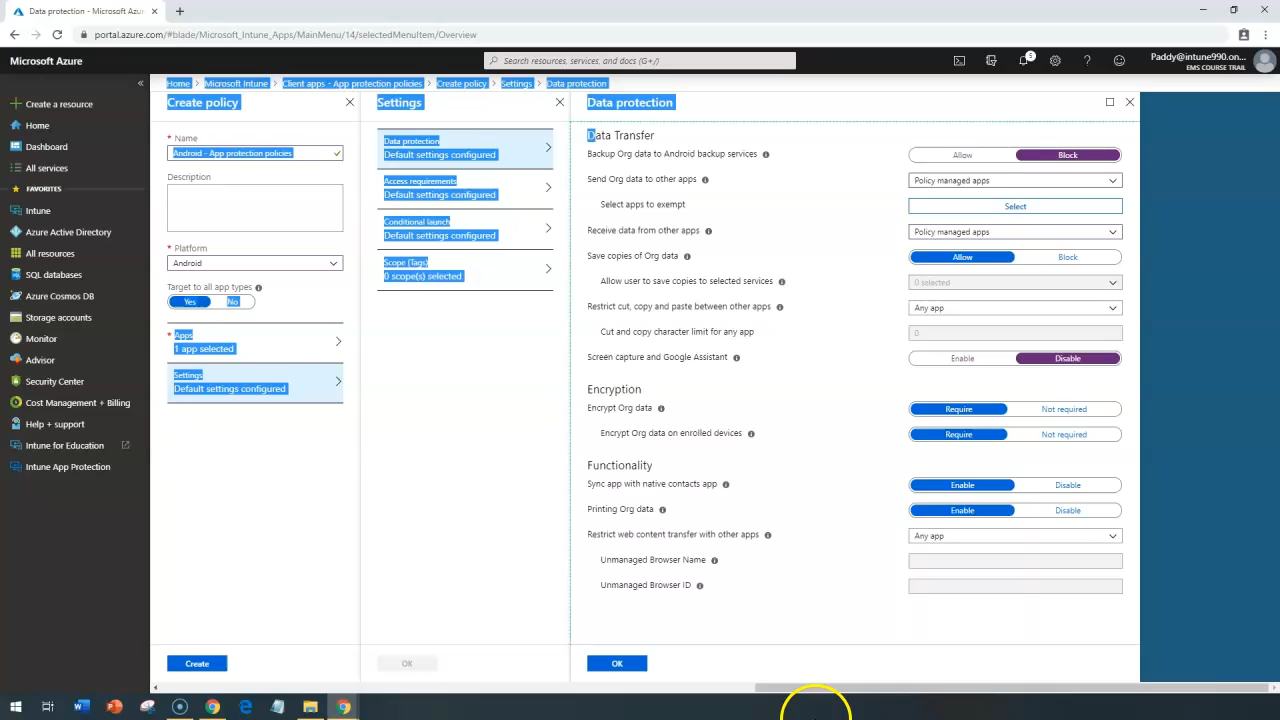 Data protection - Microsoft Azure
portal.azure.com/#blade/Microsoft_Intune_Apps/MainMenu/14/selectedMenuItem/Overview
Microsoft Azure
Search resources, services, and docs (G+/)
Paddy@intune990.on...
EMS COURSE TRAIL
Create a resource
Home
Dashboard
All services
FAVORITES
Intune
Azure Active Directory
All resources
SQL databases
Azure Cosmos DB
Storage accounts
Monitor
Advisor
Security Center
Cost Management + Billing
Help + support
Intune for Education
Intune App Protection
Home > Microsoft Intune > Client apps - App protection policies > Create policy > Settings > Data protection
Create policy
* Name
Android - App protection policies
Description
* Platform
Android
Target to all app types
Yes No
* Apps
1 app selected
Settings
Default settings configured
Create
Settings
Data protection
Default settings configured
Access requirements
Default settings configured
Conditional launch
Default settings configured
Scope (Tags)
0 scope(s) selected
OK
Data protection
Data Transfer
Backup Org data to Android backup services Allow Block
Send Org data to other apps Policy managed apps
Select apps to exempt Select
Receive data from other apps Policy managed apps
Save copies of Org data Allow Block
Allow user to save copies to selected services 0 selected
Restrict cut, copy and paste between other apps Any app
Cut and copy character limit for any app 0
Screen capture and Google Assistant Enable Disable
Encryption
Encrypt Org data Require Not required
Encrypt Org data on enrolled devices Require Not required
Functionality
Sync app with native contacts app Enable Disable
Printing Org data Enable Disable
Restrict web content transfer with other apps Any app
Unmanaged Browser Name
Unmanaged Browser ID
OK